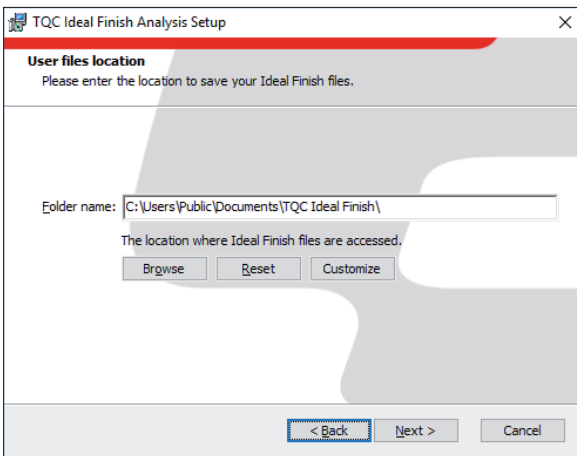 TQC Ideal Finish Analysis Setup
User files location
Please enter the location to save your Ideal Finish files.
Folder name: C:\Users\Public\Documents\TQC Ideal Finish\
The location where Ideal Finish files are accessed.
Browse Reset Customize
< Back Next > Cancel